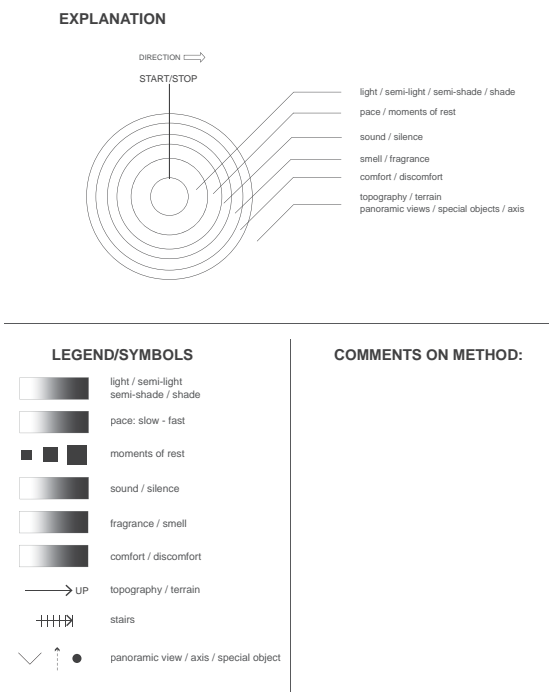 EXPLANATION
DIRECTION
START/STOP
light / semi-light / semi-shade / shade
pace / moments of rest
sound / silence
smell / fragrance
comfort / discomfort
topography / terrain
panoramic views / special objects / axis
LEGEND/SYMBOLS
light / semi-light
semi-shade / shade
pace: slow - fast
moments of rest
sound / silence
fragrance / smell
comfort / discomfort
UP topography / terrain
stairs
panoramic view / axis / special object
COMMENTS ON METHOD: